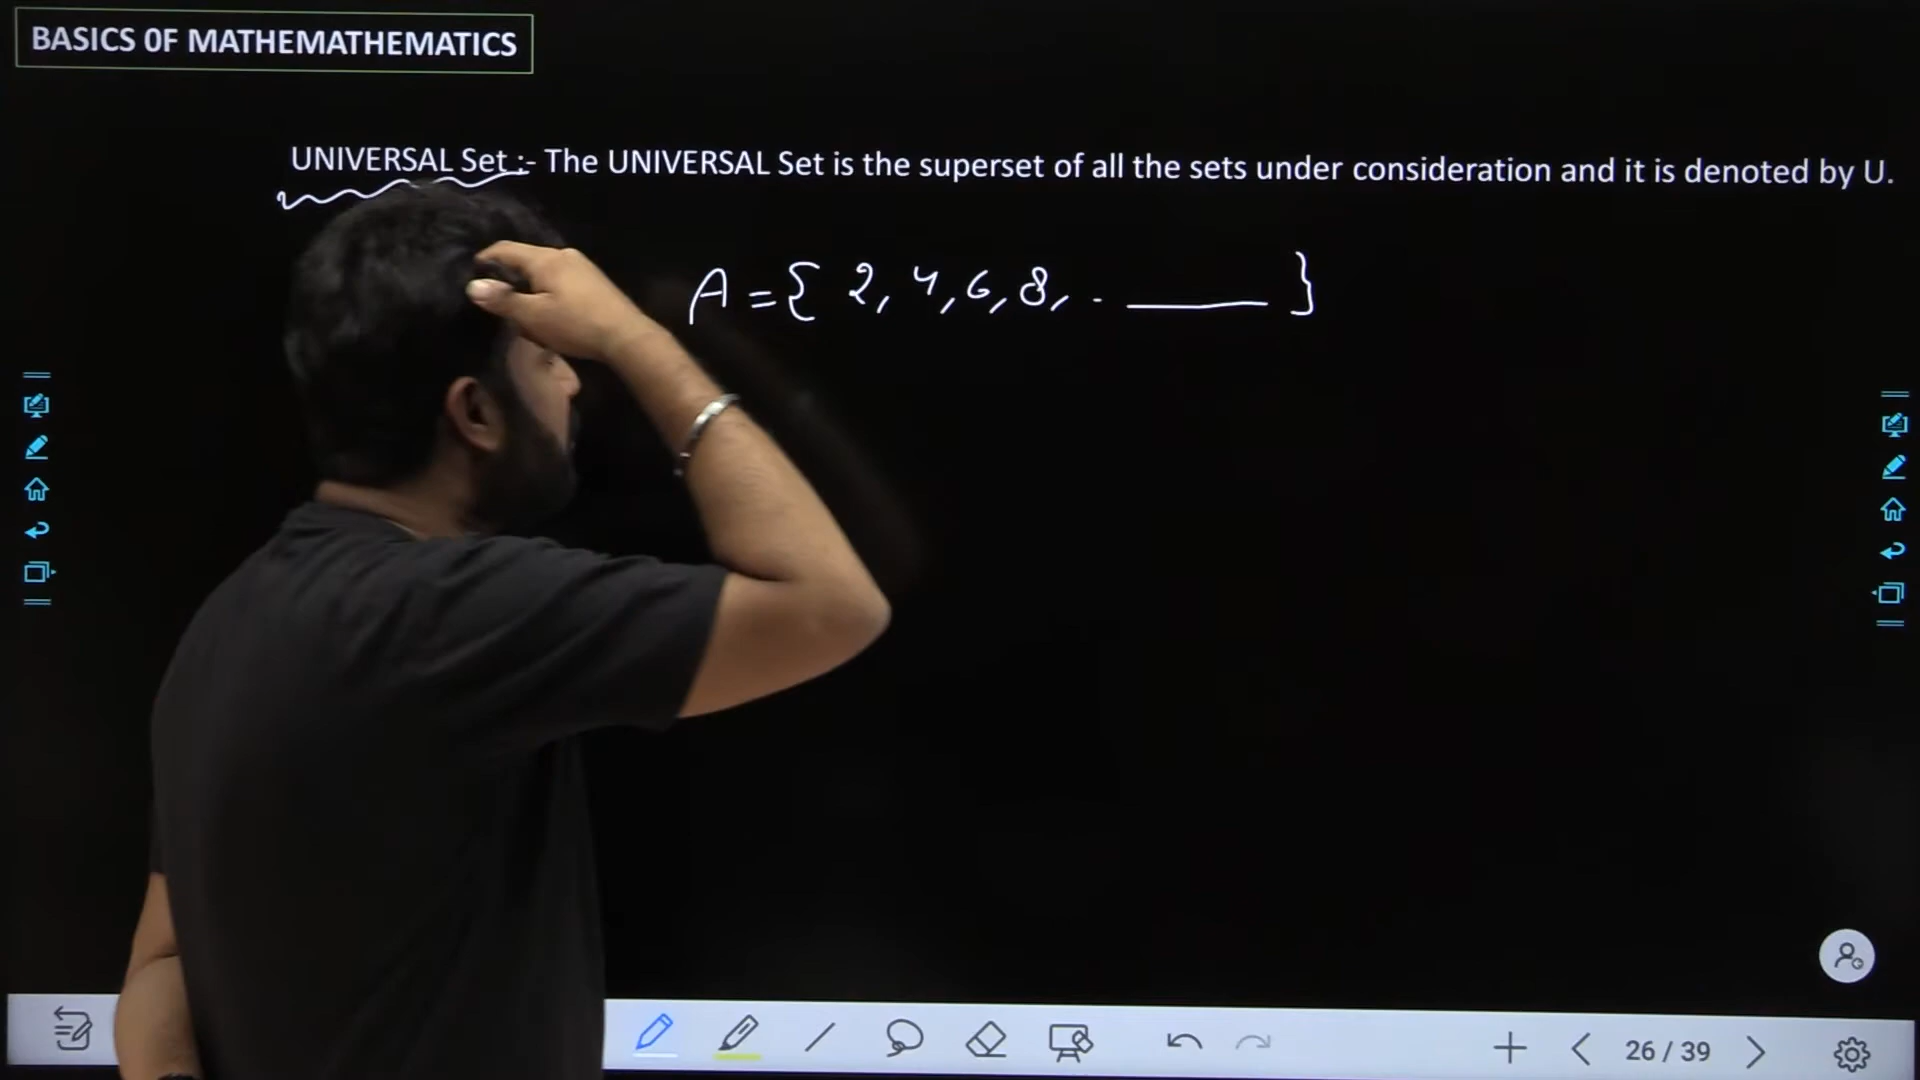 BASICS OF MATHEMATHEMATICS
UNIVERSAL Set :- The UNIVERSAL Set is the superset of all the sets under consideration and it is denoted by U.
A = { 2, 4, 6, 8, . ——— }
26 / 39